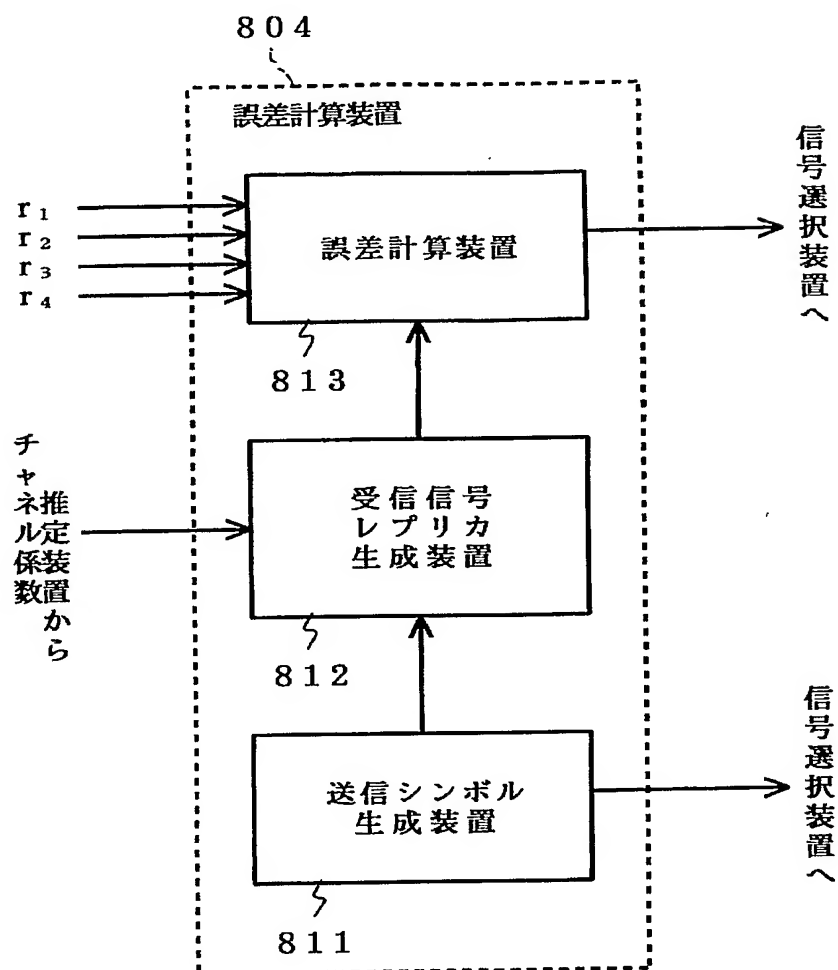 ８０４
誤差計算装置
r₁
r₂
r₃
r₄
誤差計算装置
信号選択装置へ
８１３
チャネル係数
推定装置から
受信信号
レプリカ
生成装置
８１２
送信シンボル
生成装置
信号選択装置へ
８１１